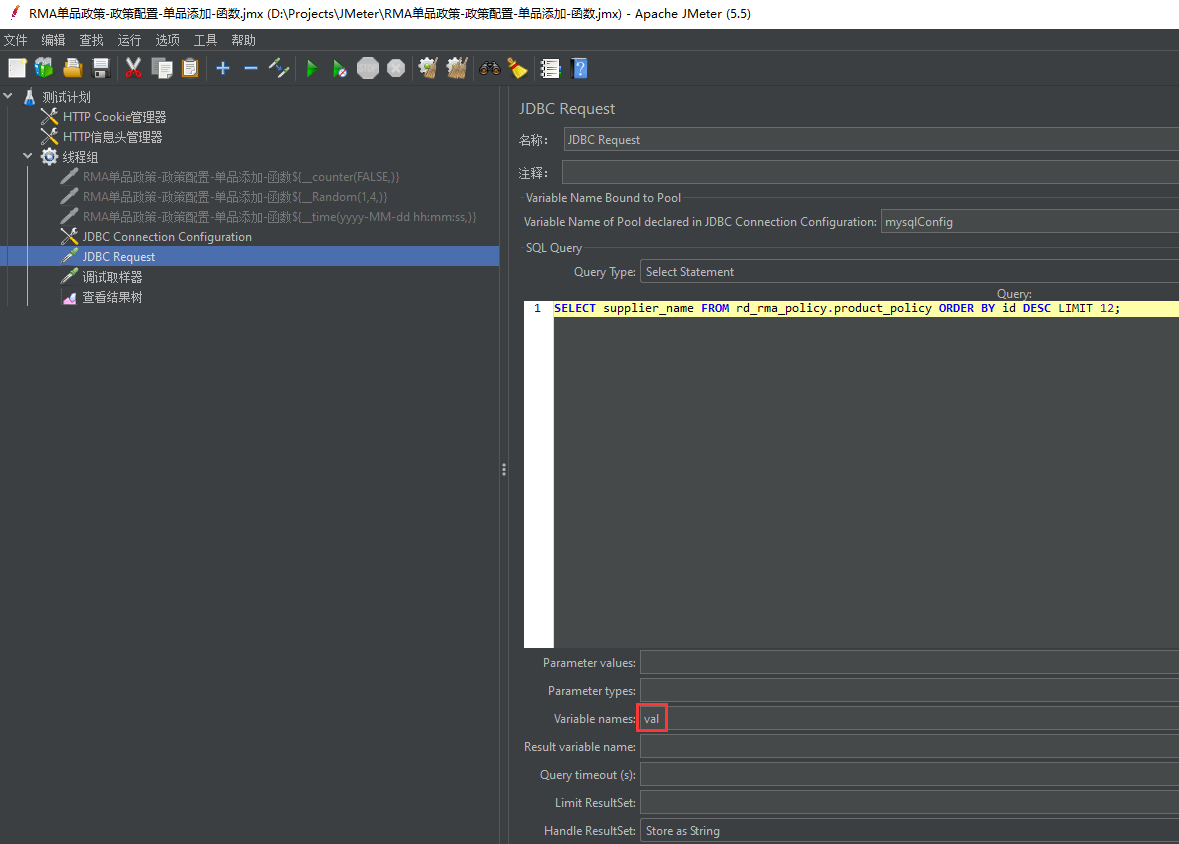 RMA单品政策-政策配置-单品添加-函数.jmx (D:\Projects\JMeter\RMA单品政策-政策配置-单品添加-函数.jmx) - Apache JMeter (5.5)
文件 编辑 查找 运行 选项 工具 帮助
STOP
测试计划
HTTP Cookie管理器
HTTP信息头管理器
线程组
RMA单品政策-政策配置-单品添加-函数${__counter(FALSE,)}
RMA单品政策-政策配置-单品添加-函数${__Random(1,4,)}
RMA单品政策-政策配置-单品添加-函数${__time(yyyy-MM-dd hh:mm:ss,)}
JDBC Connection Configuration
JDBC Request
调试取样器
查看结果树
JDBC Request
名称： JDBC Request
注释：
Variable Name Bound to Pool
Variable Name of Pool declared in JDBC Connection Configuration: mysqlConfig
SQL Query
Query Type: Select Statement
Query:
1 SELECT supplier_name FROM rd_rma_policy.product_policy ORDER BY id DESC LIMIT 12;
Parameter values:
Parameter types:
Variable names: val
Result variable name:
Query timeout (s):
Limit ResultSet:
Handle ResultSet: Store as String